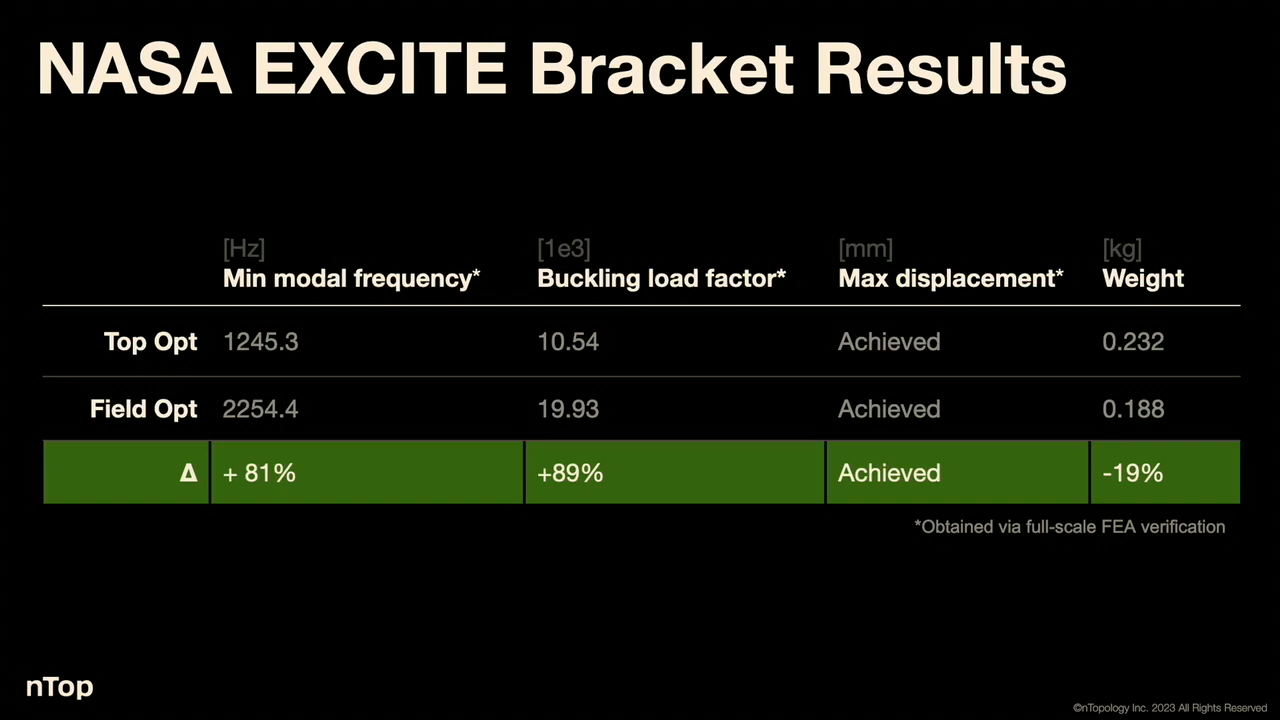 NASA EXCITE Bracket Results
[Hz] [1e3] [mm] [kg]
Min modal frequency* Buckling load factor* Max displacement* Weight
Top Opt 1245.3 10.54 Achieved 0.232
Field Opt 2254.4 19.93 Achieved 0.188
Δ + 81% +89% Achieved -19%
*Obtained via full-scale FEA verification
nTop
©nTopology Inc. 2023 All Rights Reserved